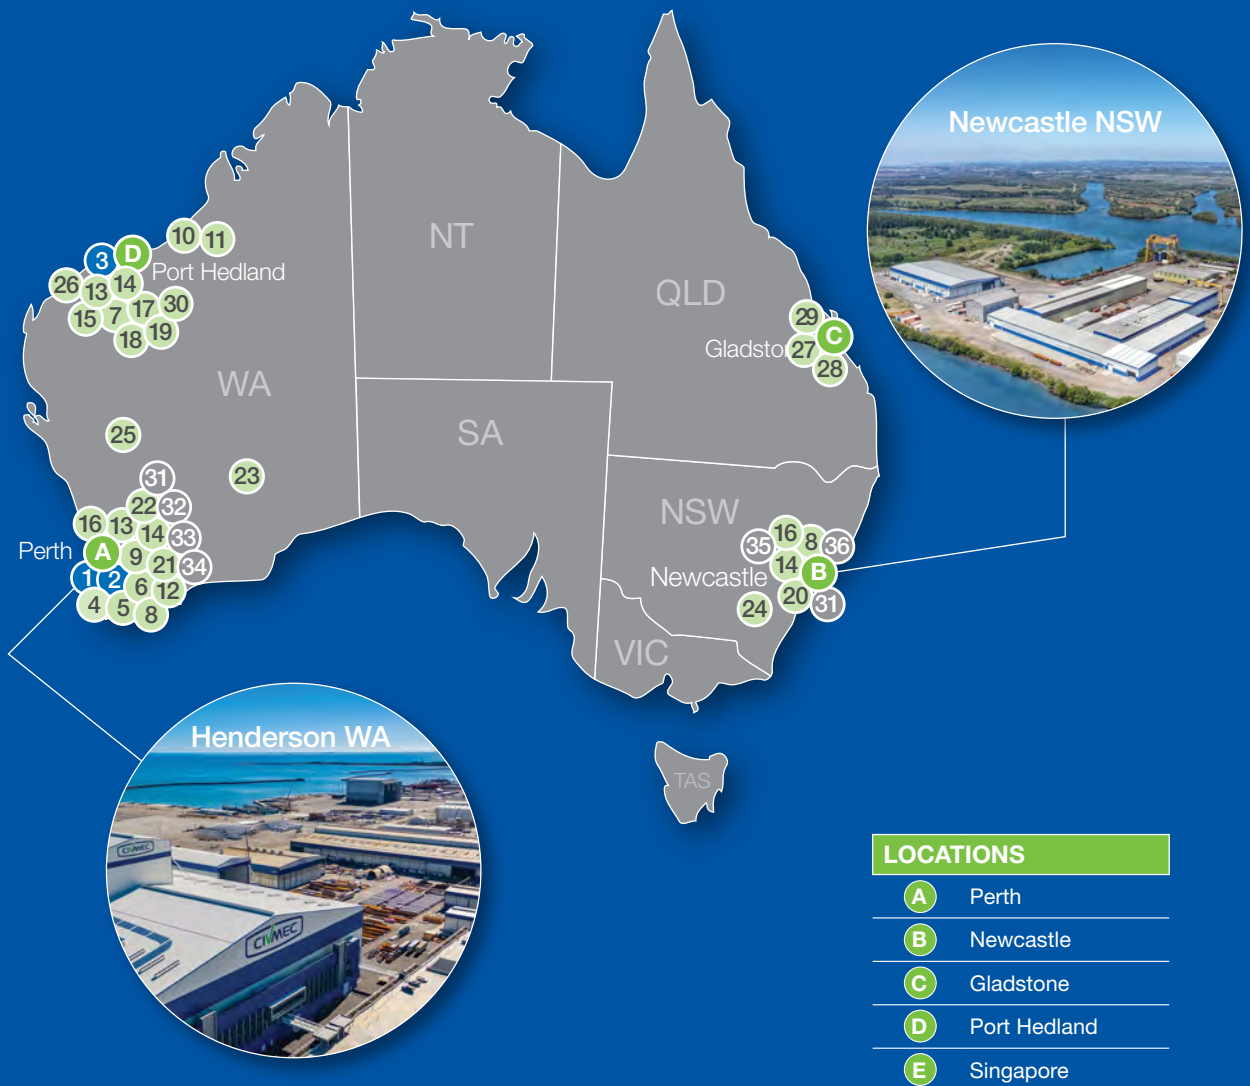 Newcastle NSW
NT
QLD
WA
SA
NSW
VIC
TAS
10
11
3
D
Port Hedland
26
13
14
15
7
17
30
18
19
29
C
Gladsto
27
28
25
23
31
22
32
16
13
14
33
Perth
A
9
21
34
1
2
6
12
4
5
8
16
35
8
36
14
Newcastle
B
20
24
31
Henderson WA
CIVMEC
CIVMEC
LOCATIONS
A Perth
B Newcastle
C Gladstone
D Port Hedland
E Singapore